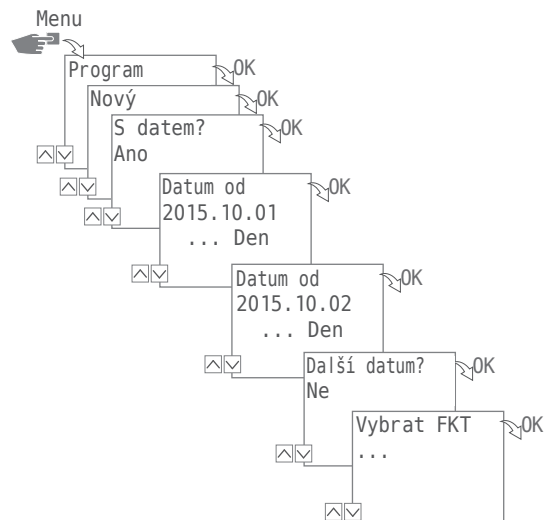 Menu
Program
OK
Nový
OK
S datem?
OK
Ano
Datum od
OK
2015.10.01
... Den
Datum od
OK
2015.10.02
... Den
Další datum?
OK
Ne
Vybrat FKT
OK
...